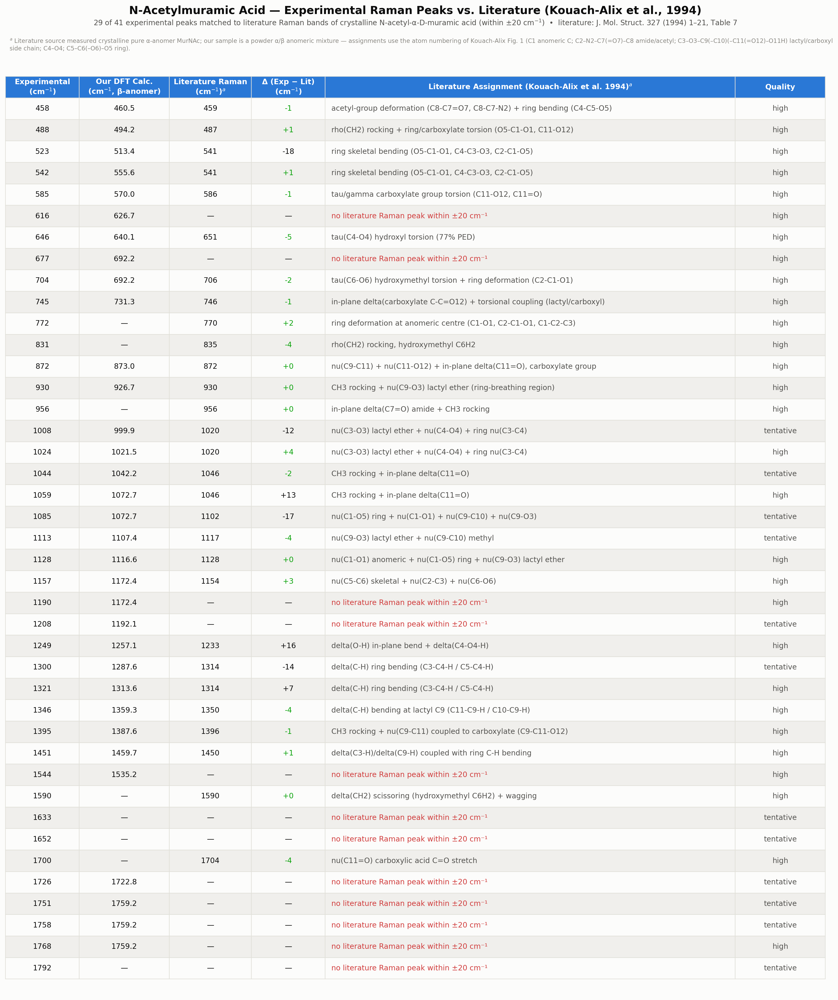 N-Acetylmuramic Acid — Experimental Raman Peaks vs. Literature (Kouach-Alix et al., 1994)
29 of 41 experimental peaks matched to literature Raman bands of crystalline N-acetyl-α-D-muramic acid (within ±20 cm⁻¹) • literature: J. Mol. Struct. 327 (1994) 1–21, Table 7
ᵃ Literature source measured crystalline pure α-anomer MurNAc; our sample is a powder α/β anomeric mixture — assignments use the atom numbering of Kouach-Alix Fig. 1 (C1 anomeric C; C2–N2–C7(=O7)–C8 amide/acetyl; C3–O3–C9(–C10)(–C11(=O12)–O11H) lactyl/carboxyl
side chain; C4–O4; C5–C6(–O6)–O5 ring).
Experimental (cm⁻¹) Our DFT Calc. (cm⁻¹, β-anomer) Literature Raman (cm⁻¹)ᵃ Δ (Exp − Lit) (cm⁻¹) Literature Assignment (Kouach-Alix et al. 1994)ᵃ Quality
458 460.5 459 -1 acetyl-group deformation (C8-C7=O7, C8-C7-N2) + ring bending (C4-C5-O5) high
488 494.2 487 +1 rho(CH2) rocking + ring/carboxylate torsion (O5-C1-O1, C11-O12) high
523 513.4 541 -18 ring skeletal bending (O5-C1-O1, C4-C3-O3, C2-C1-O5) high
542 555.6 541 +1 ring skeletal bending (O5-C1-O1, C4-C3-O3, C2-C1-O5) high
585 570.0 586 -1 tau/gamma carboxylate group torsion (C11-O12, C11=O) high
616 626.7 — — no literature Raman peak within ±20 cm⁻¹ high
646 640.1 651 -5 tau(C4-O4) hydroxyl torsion (77% PED) high
677 692.2 — — no literature Raman peak within ±20 cm⁻¹ high
704 692.2 706 -2 tau(C6-O6) hydroxymethyl torsion + ring deformation (C2-C1-O1) high
745 731.3 746 -1 in-plane delta(carboxylate C-C=O12) + torsional coupling (lactyl/carboxyl) high
772 — 770 +2 ring deformation at anomeric centre (C1-O1, C2-C1-O1, C1-C2-C3) high
831 — 835 -4 rho(CH2) rocking, hydroxymethyl C6H2 high
872 873.0 872 +0 nu(C9-C11) + nu(C11-O12) + in-plane delta(C11=O), carboxylate group high
930 926.7 930 +0 CH3 rocking + nu(C9-O3) lactyl ether (ring-breathing region) high
956 — 956 +0 in-plane delta(C7=O) amide + CH3 rocking high
1008 999.9 1020 -12 nu(C3-O3) lactyl ether + nu(C4-O4) + ring nu(C3-C4) tentative
1024 1021.5 1020 +4 nu(C3-O3) lactyl ether + nu(C4-O4) + ring nu(C3-C4) high
1044 1042.2 1046 -2 CH3 rocking + in-plane delta(C11=O) tentative
1059 1072.7 1046 +13 CH3 rocking + in-plane delta(C11=O) high
1085 1072.7 1102 -17 nu(C1-O5) ring + nu(C1-O1) + nu(C9-C10) + nu(C9-O3) tentative
1113 1107.4 1117 -4 nu(C9-O3) lactyl ether + nu(C9-C10) methyl tentative
1128 1116.6 1128 +0 nu(C1-O1) anomeric + nu(C1-O5) ring + nu(C9-O3) lactyl ether high
1157 1172.4 1154 +3 nu(C5-C6) skeletal + nu(C2-C3) + nu(C6-O6) high
1190 1172.4 — — no literature Raman peak within ±20 cm⁻¹ high
1208 1192.1 — — no literature Raman peak within ±20 cm⁻¹ tentative
1249 1257.1 1233 +16 delta(O-H) in-plane bend + delta(C4-O4-H) high
1300 1287.6 1314 -14 delta(C-H) ring bending (C3-C4-H / C5-C4-H) tentative
1321 1313.6 1314 +7 delta(C-H) ring bending (C3-C4-H / C5-C4-H) high
1346 1359.3 1350 -4 delta(C-H) bending at lactyl C9 (C11-C9-H / C10-C9-H) high
1395 1387.6 1396 -1 CH3 rocking + nu(C9-C11) coupled to carboxylate (C9-C11-O12) high
1451 1459.7 1450 +1 delta(C3-H)/delta(C9-H) coupled with ring C-H bending high
1544 1535.2 — — no literature Raman peak within ±20 cm⁻¹ high
1590 — 1590 +0 delta(CH2) scissoring (hydroxymethyl C6H2) + wagging high
1633 — — — no literature Raman peak within ±20 cm⁻¹ tentative
1652 — — — no literature Raman peak within ±20 cm⁻¹ tentative
1700 — 1704 -4 nu(C11=O) carboxylic acid C=O stretch high
1726 1722.8 — — no literature Raman peak within ±20 cm⁻¹ tentative
1751 1759.2 — — no literature Raman peak within ±20 cm⁻¹ tentative
1758 1759.2 — — no literature Raman peak within ±20 cm⁻¹ tentative
1768 1759.2 — — no literature Raman peak within ±20 cm⁻¹ high
1792 — — — no literature Raman peak within ±20 cm⁻¹ tentative